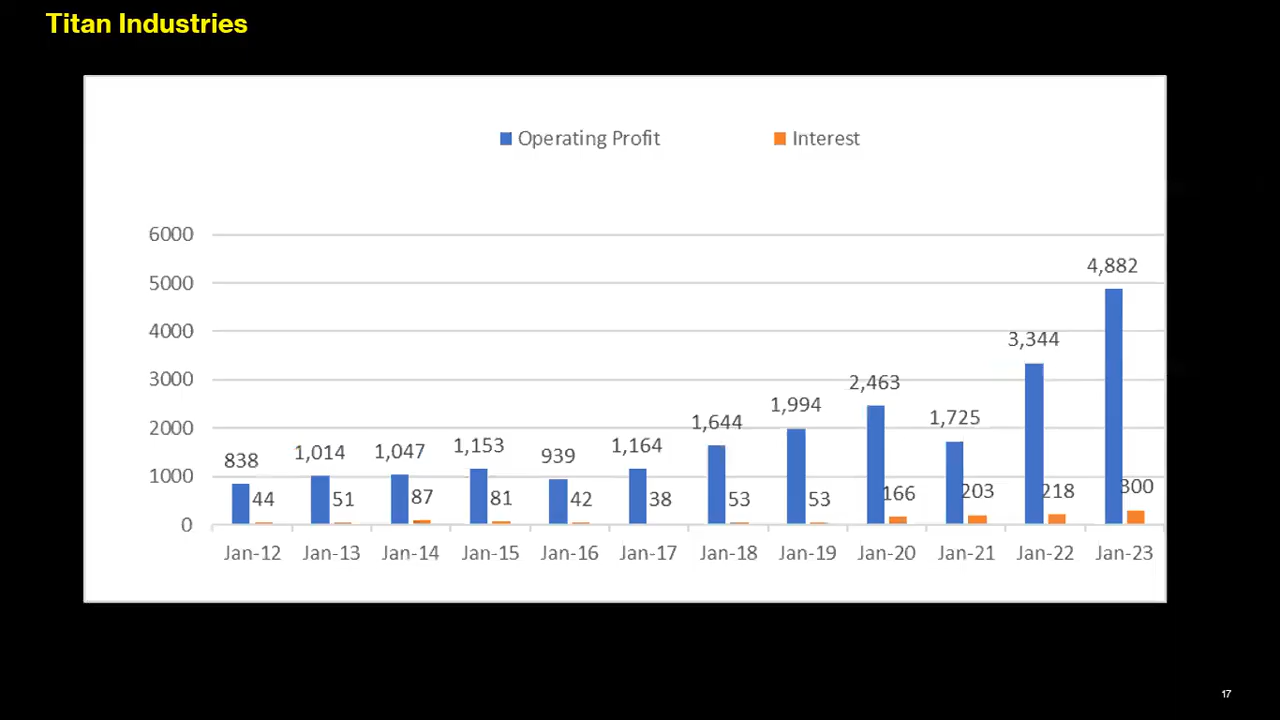 Titan Industries
Operating Profit Interest
6000
5000
4000
3000
2000
1000
0
838 1,014 1,047 1,153 939 1,164 1,644 1,994 2,463 1,725 3,344 4,882
44 51 87 81 42 38 53 53 166 203 218 300
Jan-12 Jan-13 Jan-14 Jan-15 Jan-16 Jan-17 Jan-18 Jan-19 Jan-20 Jan-21 Jan-22 Jan-23
17